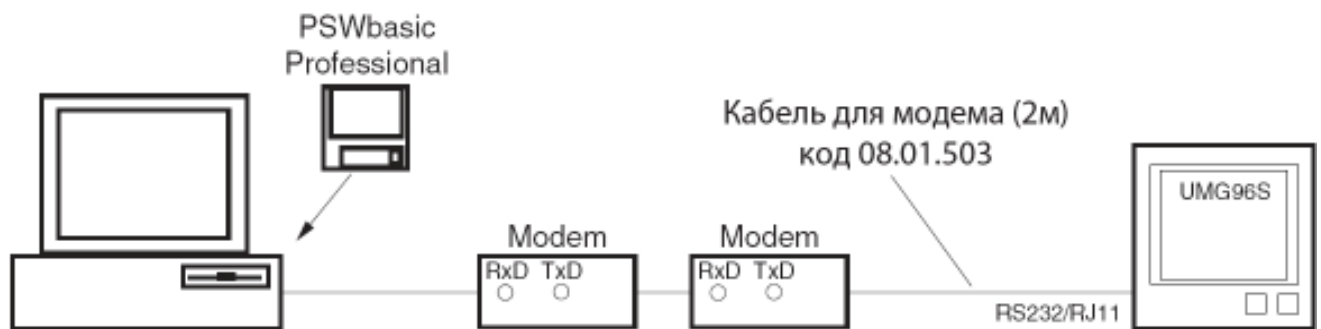 PSWbasic
Professional
Кабель для модема (2м)
код 08.01.503
UMG96S
Modem
Modem
RxD TxD
RxD TxD
RS232/RJ11